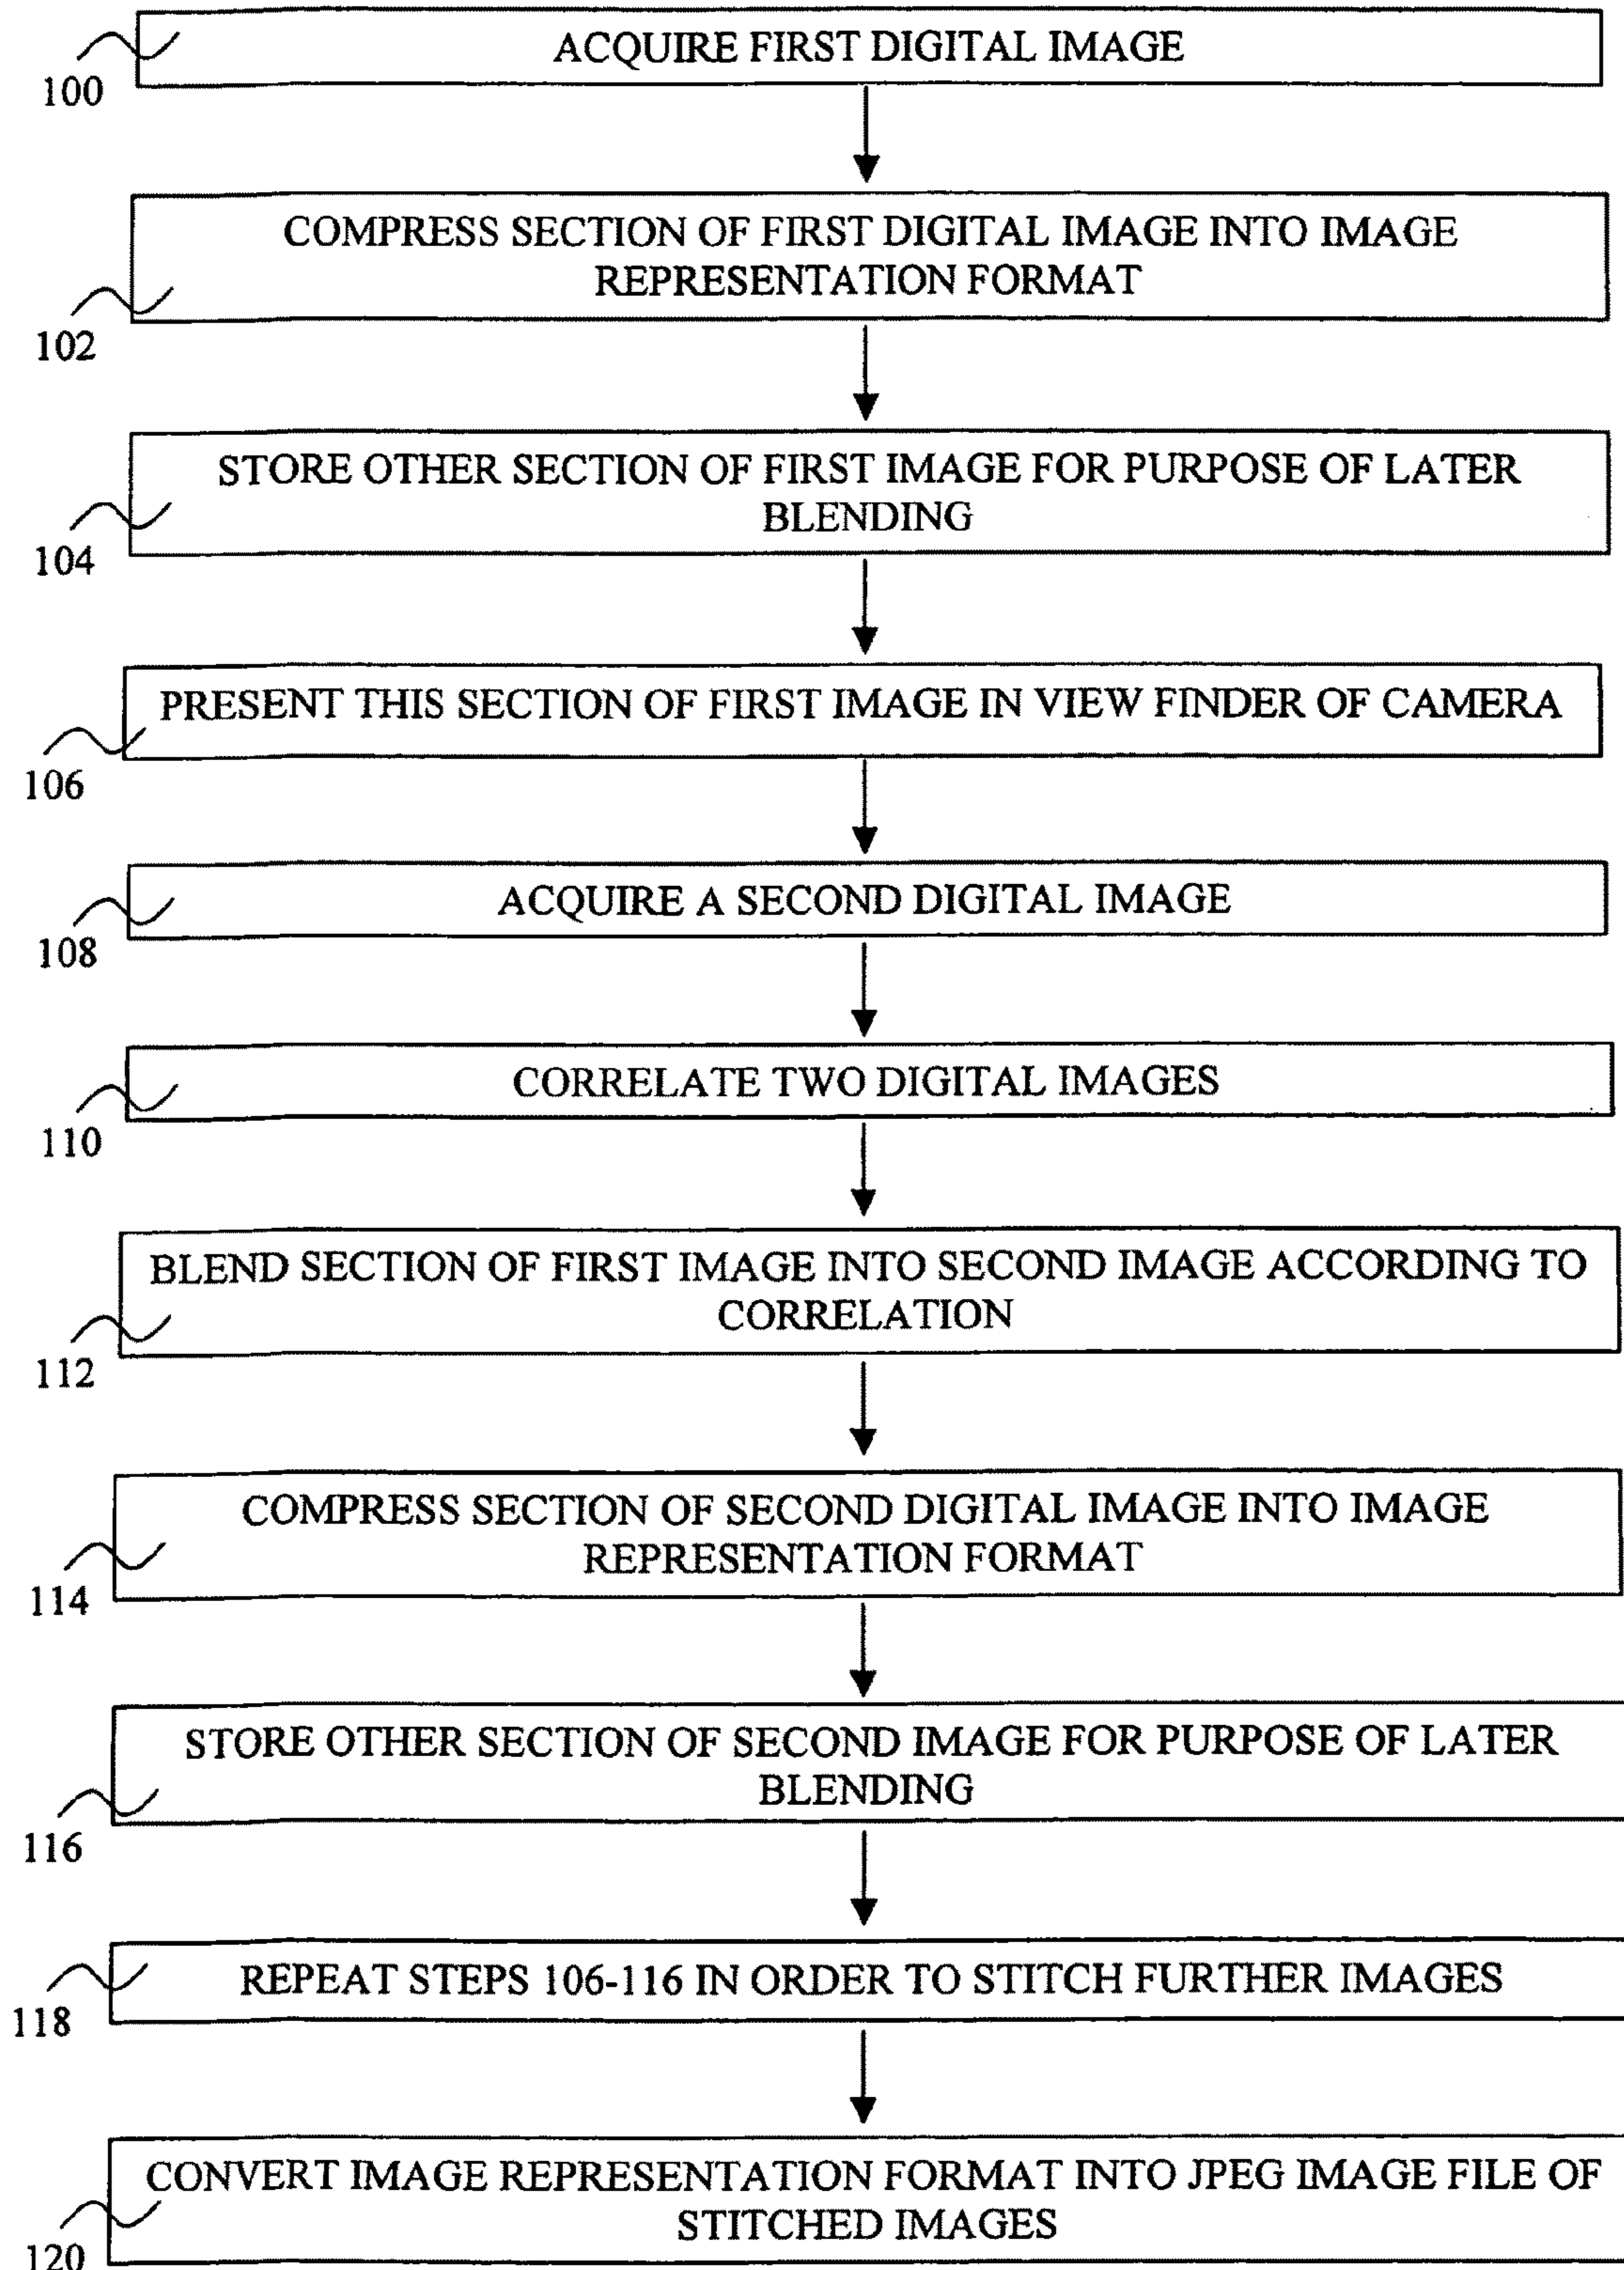 ACQUIRE FIRST DIGITAL IMAGE
100
COMPRESS SECTION OF FIRST DIGITAL IMAGE INTO IMAGE
REPRESENTATION FORMAT
102
STORE OTHER SECTION OF FIRST IMAGE FOR PURPOSE OF LATER
BLENDING
104
PRESENT THIS SECTION OF FIRST IMAGE IN VIEW FINDER OF CAMERA
106
ACQUIRE A SECOND DIGITAL IMAGE
108
CORRELATE TWO DIGITAL IMAGES
110
BLEND SECTION OF FIRST IMAGE INTO SECOND IMAGE ACCORDING TO
CORRELATION
112
COMPRESS SECTION OF SECOND DIGITAL IMAGE INTO IMAGE
REPRESENTATION FORMAT
114
STORE OTHER SECTION OF SECOND IMAGE FOR PURPOSE OF LATER
BLENDING
116
REPEAT STEPS 106-116 IN ORDER TO STITCH FURTHER IMAGES
118
CONVERT IMAGE REPRESENTATION FORMAT INTO JPEG IMAGE FILE OF
STITCHED IMAGES
120